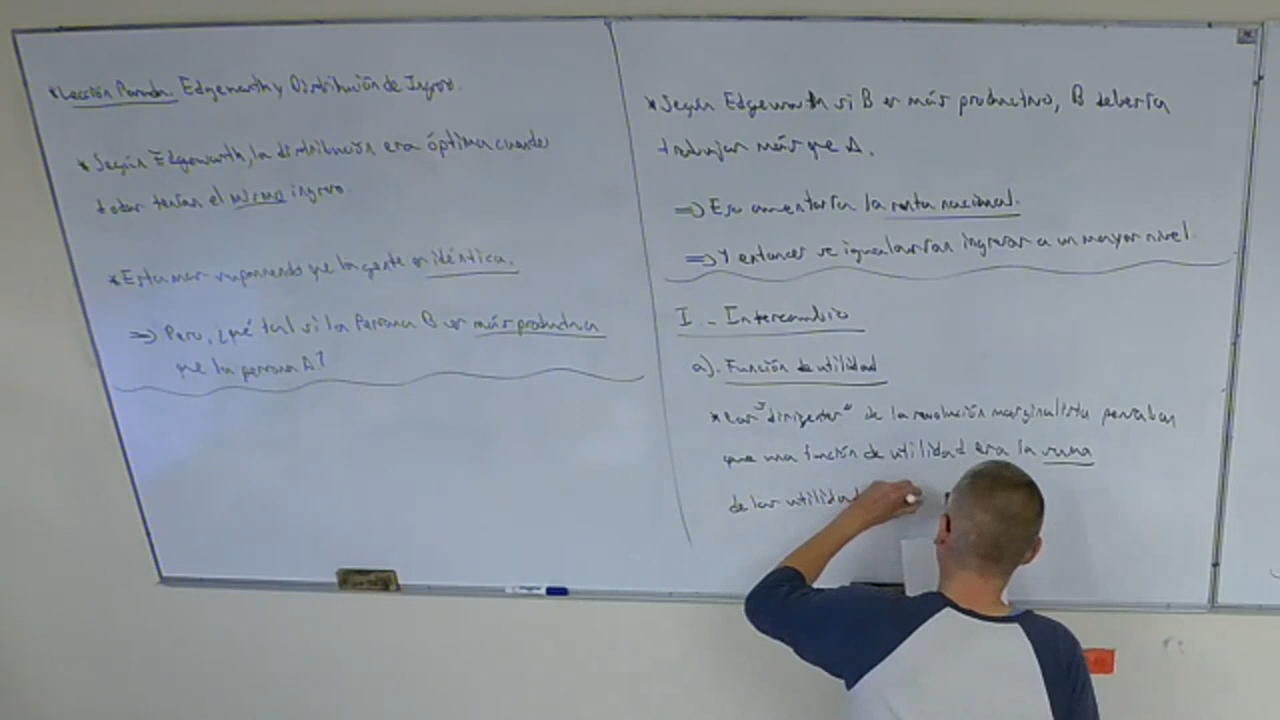 *Lección Pasada. Edgeworth y Distribución de Ingreso.
*Según Edgeworth, la distribución era óptima cuando
todos tenían el mismo ingreso.
*Estamos suponiendo que la gente es idéntica.
=> Pero, ¿qué tal si la Persona B es más productiva
que la persona A?
*Según Edgeworth si B es más productivo, B debería
trabajar más que A.
=> Eso aumentaría la renta nacional.
=> Y entonces se igualarían ingresos a un mayor nivel.
I - Intercambio
a). Función de utilidad
*Los "dirigentes" de la revolución marginalista pensaban
que una función de utilidad era la suma
de las utilidad